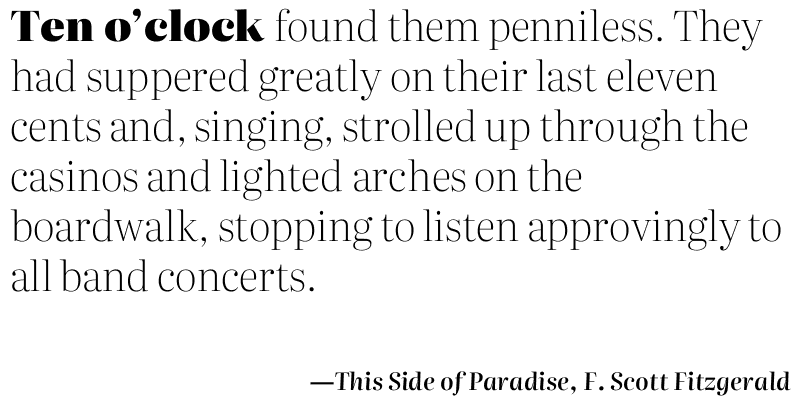 Ten o’clock found them penniless. They
had suppered greatly on their last eleven
cents and, singing, strolled up through the
casinos and lighted arches on the
boardwalk, stopping to listen approvingly to
all band concerts.
—This Side of Paradise, F. Scott Fitzgerald